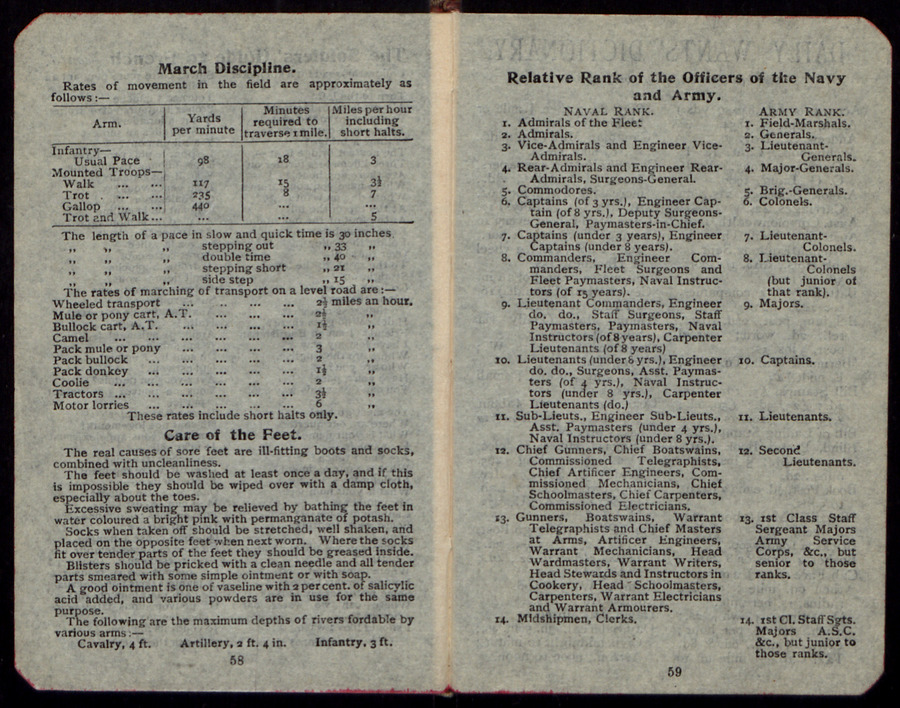 March Discipline.
Rates of movement in the field are approximately as
follows :—
Arm. Yards per minute Minutes required to traverse 1 mile. Miles per hour including short halts.
Infantry—
Usual Pace 98 18 3
Mounted Troops—
Walk ... ... 117 15 3½
Trot . ... ... 235 8 7
Gallop ... ... 440 ... ...
Trot and Walk... ... ... 5
The length of a pace in slow and quick time is 30 inches
„ „ „ stepping out „ 33 „
„ „ „ double time „ 40 „
„ „ „ stepping short „ 21 „
„ „ „ side step „ 15 „
The rates of marching of transport on a level road are :—
Wheeled transport ... ... ... ... 2½ miles an hour.
Mule or pony cart, A.T. ... ... ... 2½ „
Bullock cart, A.T. ... ... ... ... 1½ „
Camel ... ... ... ... ... ... 2 „
Pack mule or pony ... ... ... ... 3 „
Pack bullock ... ... ... ... ... 2 „
Pack donkey ... ... ... ... ... 1½ „
Coolie ... ... ... ... ... ... 2 „
Tractors ... ... ... ... ... ... 3½ „
Motor lorries ... ... ... ... ... 6 „
These rates include short halts only.
Care of the Feet.
The real causes of sore feet are ill-fitting boots and socks,
combined with uncleanliness.
The feet should be washed at least once a day, and if this
is impossible they should be wiped over with a damp cloth,
especially about the toes.
Excessive sweating may be relieved by bathing the feet in
water coloured a bright pink with permanganate of potash.
Socks when taken off should be stretched, well shaken, and
placed on the opposite feet when next worn. Where the socks
fit over tender parts of the feet they should be greased inside.
Blisters should be pricked with a clean needle and all tender
parts smeared with some simple ointment or with soap.
A good ointment is one of vaseline with 2 per cent. of salicylic
acid added, and various powders are in use for the same
purpose.
The following are the maximum depths of rivers fordable by
various arms :—
Cavalry, 4 ft. Artillery, 2 ft. 4 in. Infantry, 3 ft.
58
Relative Rank of the Officers of the Navy
and Army.
NAVAL RANK. ARMY RANK.
1. Admirals of the Fleet 1. Field-Marshals.
2. Admirals. 2. Generals.
3. Vice-Admirals and Engineer Vice- 3. Lieutenant-
Admirals. Generals.
4. Rear-Admirals and Engineer Rear- 4. Major-Generals.
Admirals, Surgeons-General.
5. Commodores. 5. Brig.-Generals.
6. Captains (of 3 yrs.), Engineer Cap- 6. Colonels.
tain (of 8 yrs.), Deputy Surgeons-
General, Paymasters-in-Chief.
7. Captains (under 3 years), Engineer 7. Lieutenant-
Captains (under 8 years). Colonels.
8. Commanders, Engineer Com- 8. Lieutenant-
manders, Fleet Surgeons and Colonels
Fleet Paymasters, Naval Instruc- (but junior of
tors (of 15 years). that rank).
9. Lieutenant Commanders, Engineer 9. Majors.
do. do., Staff Surgeons, Staff
Paymasters, Paymasters, Naval
Instructors (of 8 years), Carpenter
Lieutenants (of 8 years)
10. Lieutenants (under 8 yrs.), Engineer 10. Captains.
do. do., Surgeons, Asst. Paymas-
ters (of 4 yrs.), Naval Instruc-
tors (under 8 yrs.), Carpenter
Lieutenants (do.)
11. Sub-Lieuts., Engineer Sub-Lieuts., 11. Lieutenants.
Asst. Paymasters (under 4 yrs.),
Naval Instructors (under 8 yrs.).
12. Chief Gunners, Chief Boatswains, 12. Second
Commissioned Telegraphists, Lieutenants.
Chief Artificer Engineers, Com-
missioned Mechanicians, Chief
Schoolmasters, Chief Carpenters,
Commissioned Electricians.
13. Gunners, Boatswains, Warrant 13. 1st Class Staff
Telegraphists and Chief Masters Sergeant Majors
at Arms, Artificer Engineers, Army Service
Warrant Mechanicians, Head Corps, &c., but
Wardmasters, Warrant Writers, senior to those
Head Stewards and Instructors in ranks.
Cookery, Head Schoolmasters,
Carpenters, Warrant Electricians
and Warrant Armourers.
14. Midshipmen, Clerks. 14. 1st Cl. Staff Sgts.
Majors A.S.C.
&c., but junior to
those ranks.
59